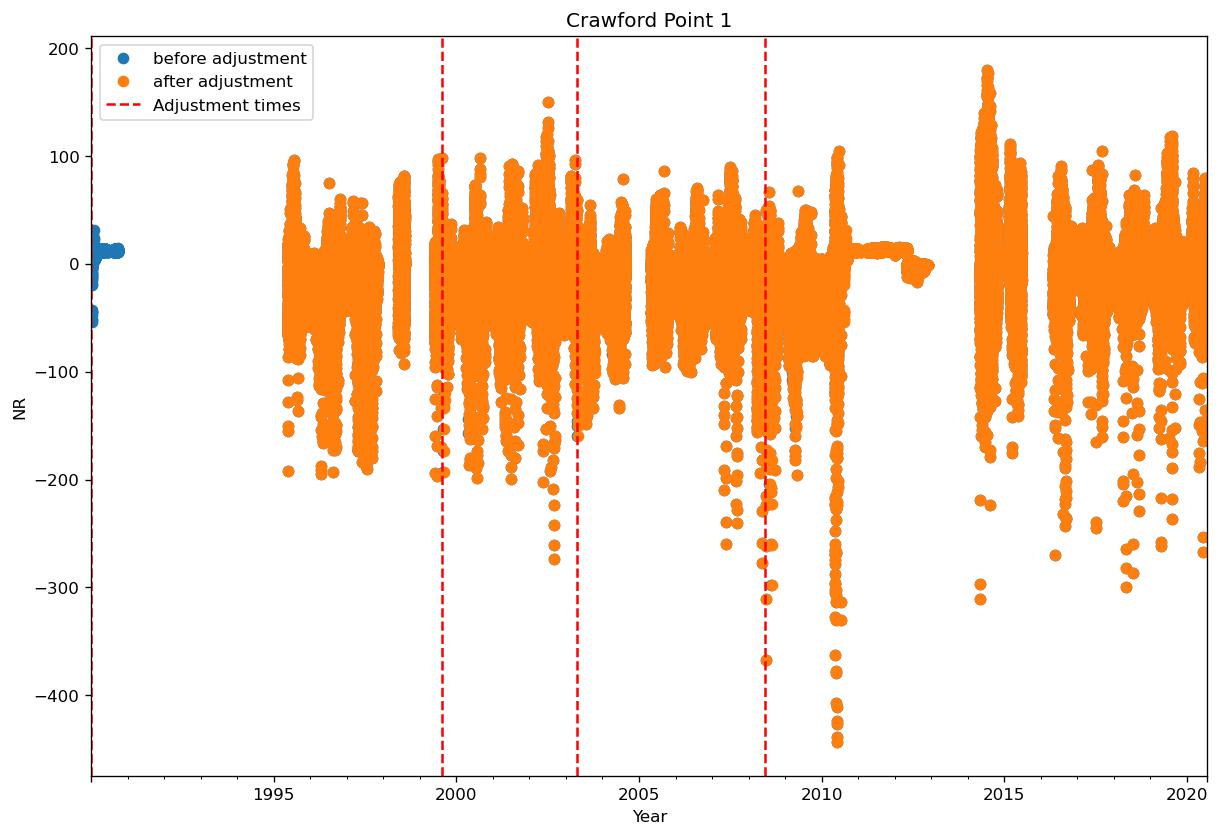 Crawford Point 1
before adjustment
after adjustment
Adjustment times
200
100
0
−100
−200
−300
−400
NR
1995
2000
2005
2010
2015
2020
Year